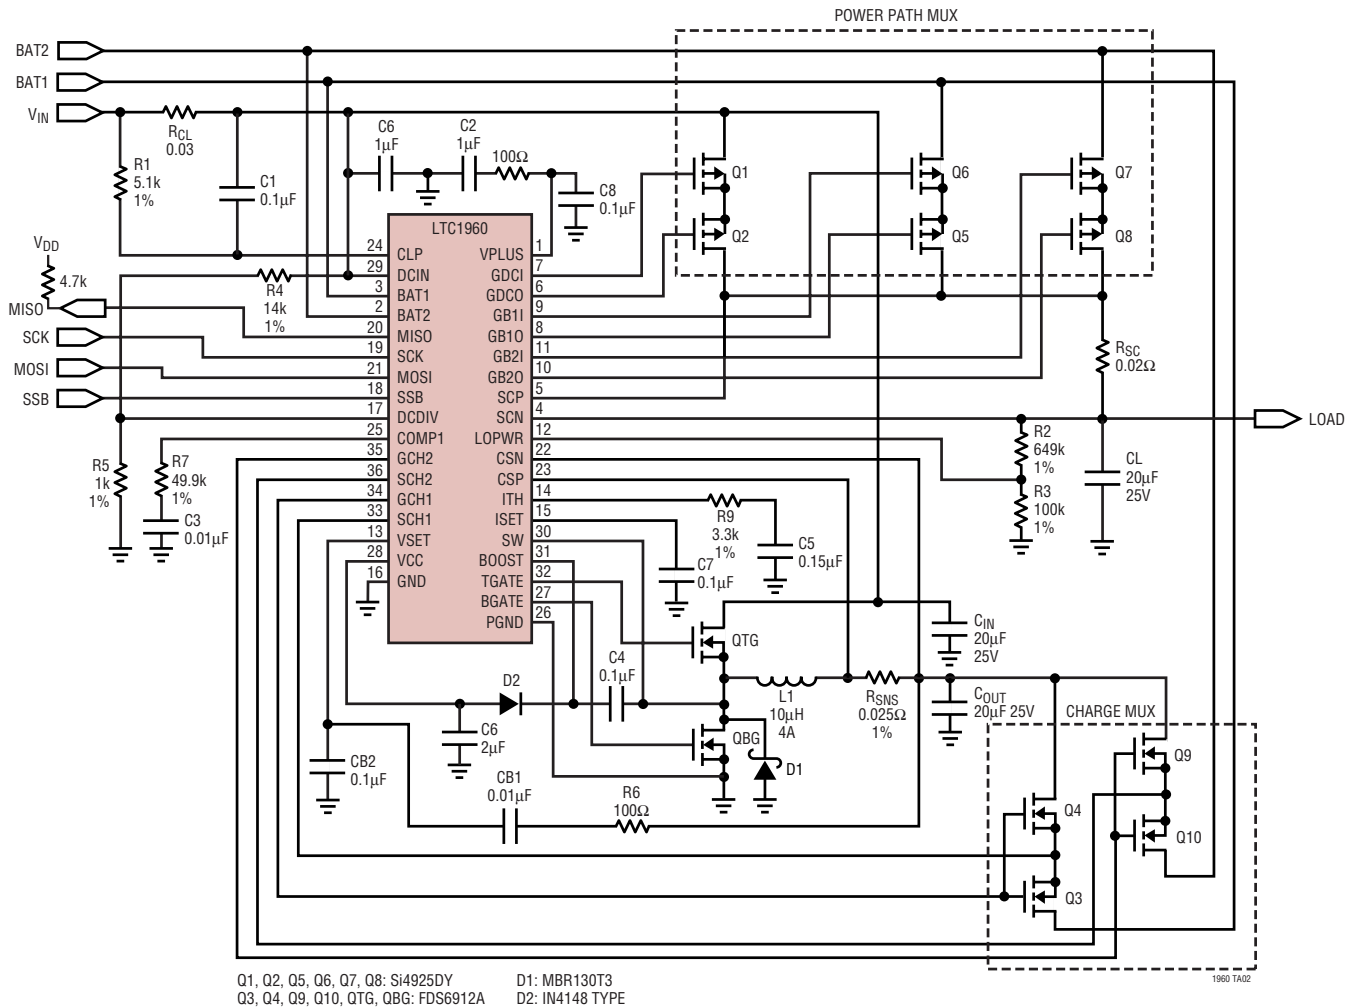 POWER PATH MUX
BAT2
BAT1
VIN
RCL
0.03
R1
5.1k
1%
C1
0.1µF
C6
1µF
C2
1µF
100Ω
C8
0.1µF
Q1
Q2
Q6
Q5
Q7
Q8
VDD
4.7k
MISO
SCK
MOSI
SSB
R4
14k
1%
LTC1960
24 CLP
29 DCIN
3 BAT1
2 BAT2
20 MISO
19 SCK
21 MOSI
18 SSB
17 DCDIV
25 COMP1
35 GCH2
36 SCH2
34 GCH1
33 SCH1
13 VSET
28 VCC
16 GND
VPLUS 1
GDCI 7
GDCO 6
GB1I 9
GB1O 8
GB2I 11
GB2O 10
SCP 5
SCN 4
LOPWR 12
CSN 22
CSP 23
ITH 14
ISET 15
SW 30
BOOST 31
TGATE 32
BGATE 27
PGND 26
RSC
0.02Ω
LOAD
R2
649k
1%
R3
100k
1%
CL
20µF
25V
R5
1k
1%
R7
49.9k
1%
C3
0.01µF
R9
3.3k
1%
C5
0.15µF
C7
0.1µF
QTG
CIN
20µF
25V
C4
0.1µF
D2
L1
10µH
4A
RSNS
0.025Ω
1%
COUT
20µF 25V
CHARGE MUX
C6
2µF
QBG
D1
CB2
0.1µF
CB1
0.01µF
R6
100Ω
Q9
Q4
Q10
Q3
1960 TA02
Q1, Q2, Q5, Q6, Q7, Q8: Si4925DY
Q3, Q4, Q9, Q10, QTG, QBG: FDS6912A
D1: MBR130T3
D2: IN4148 TYPE